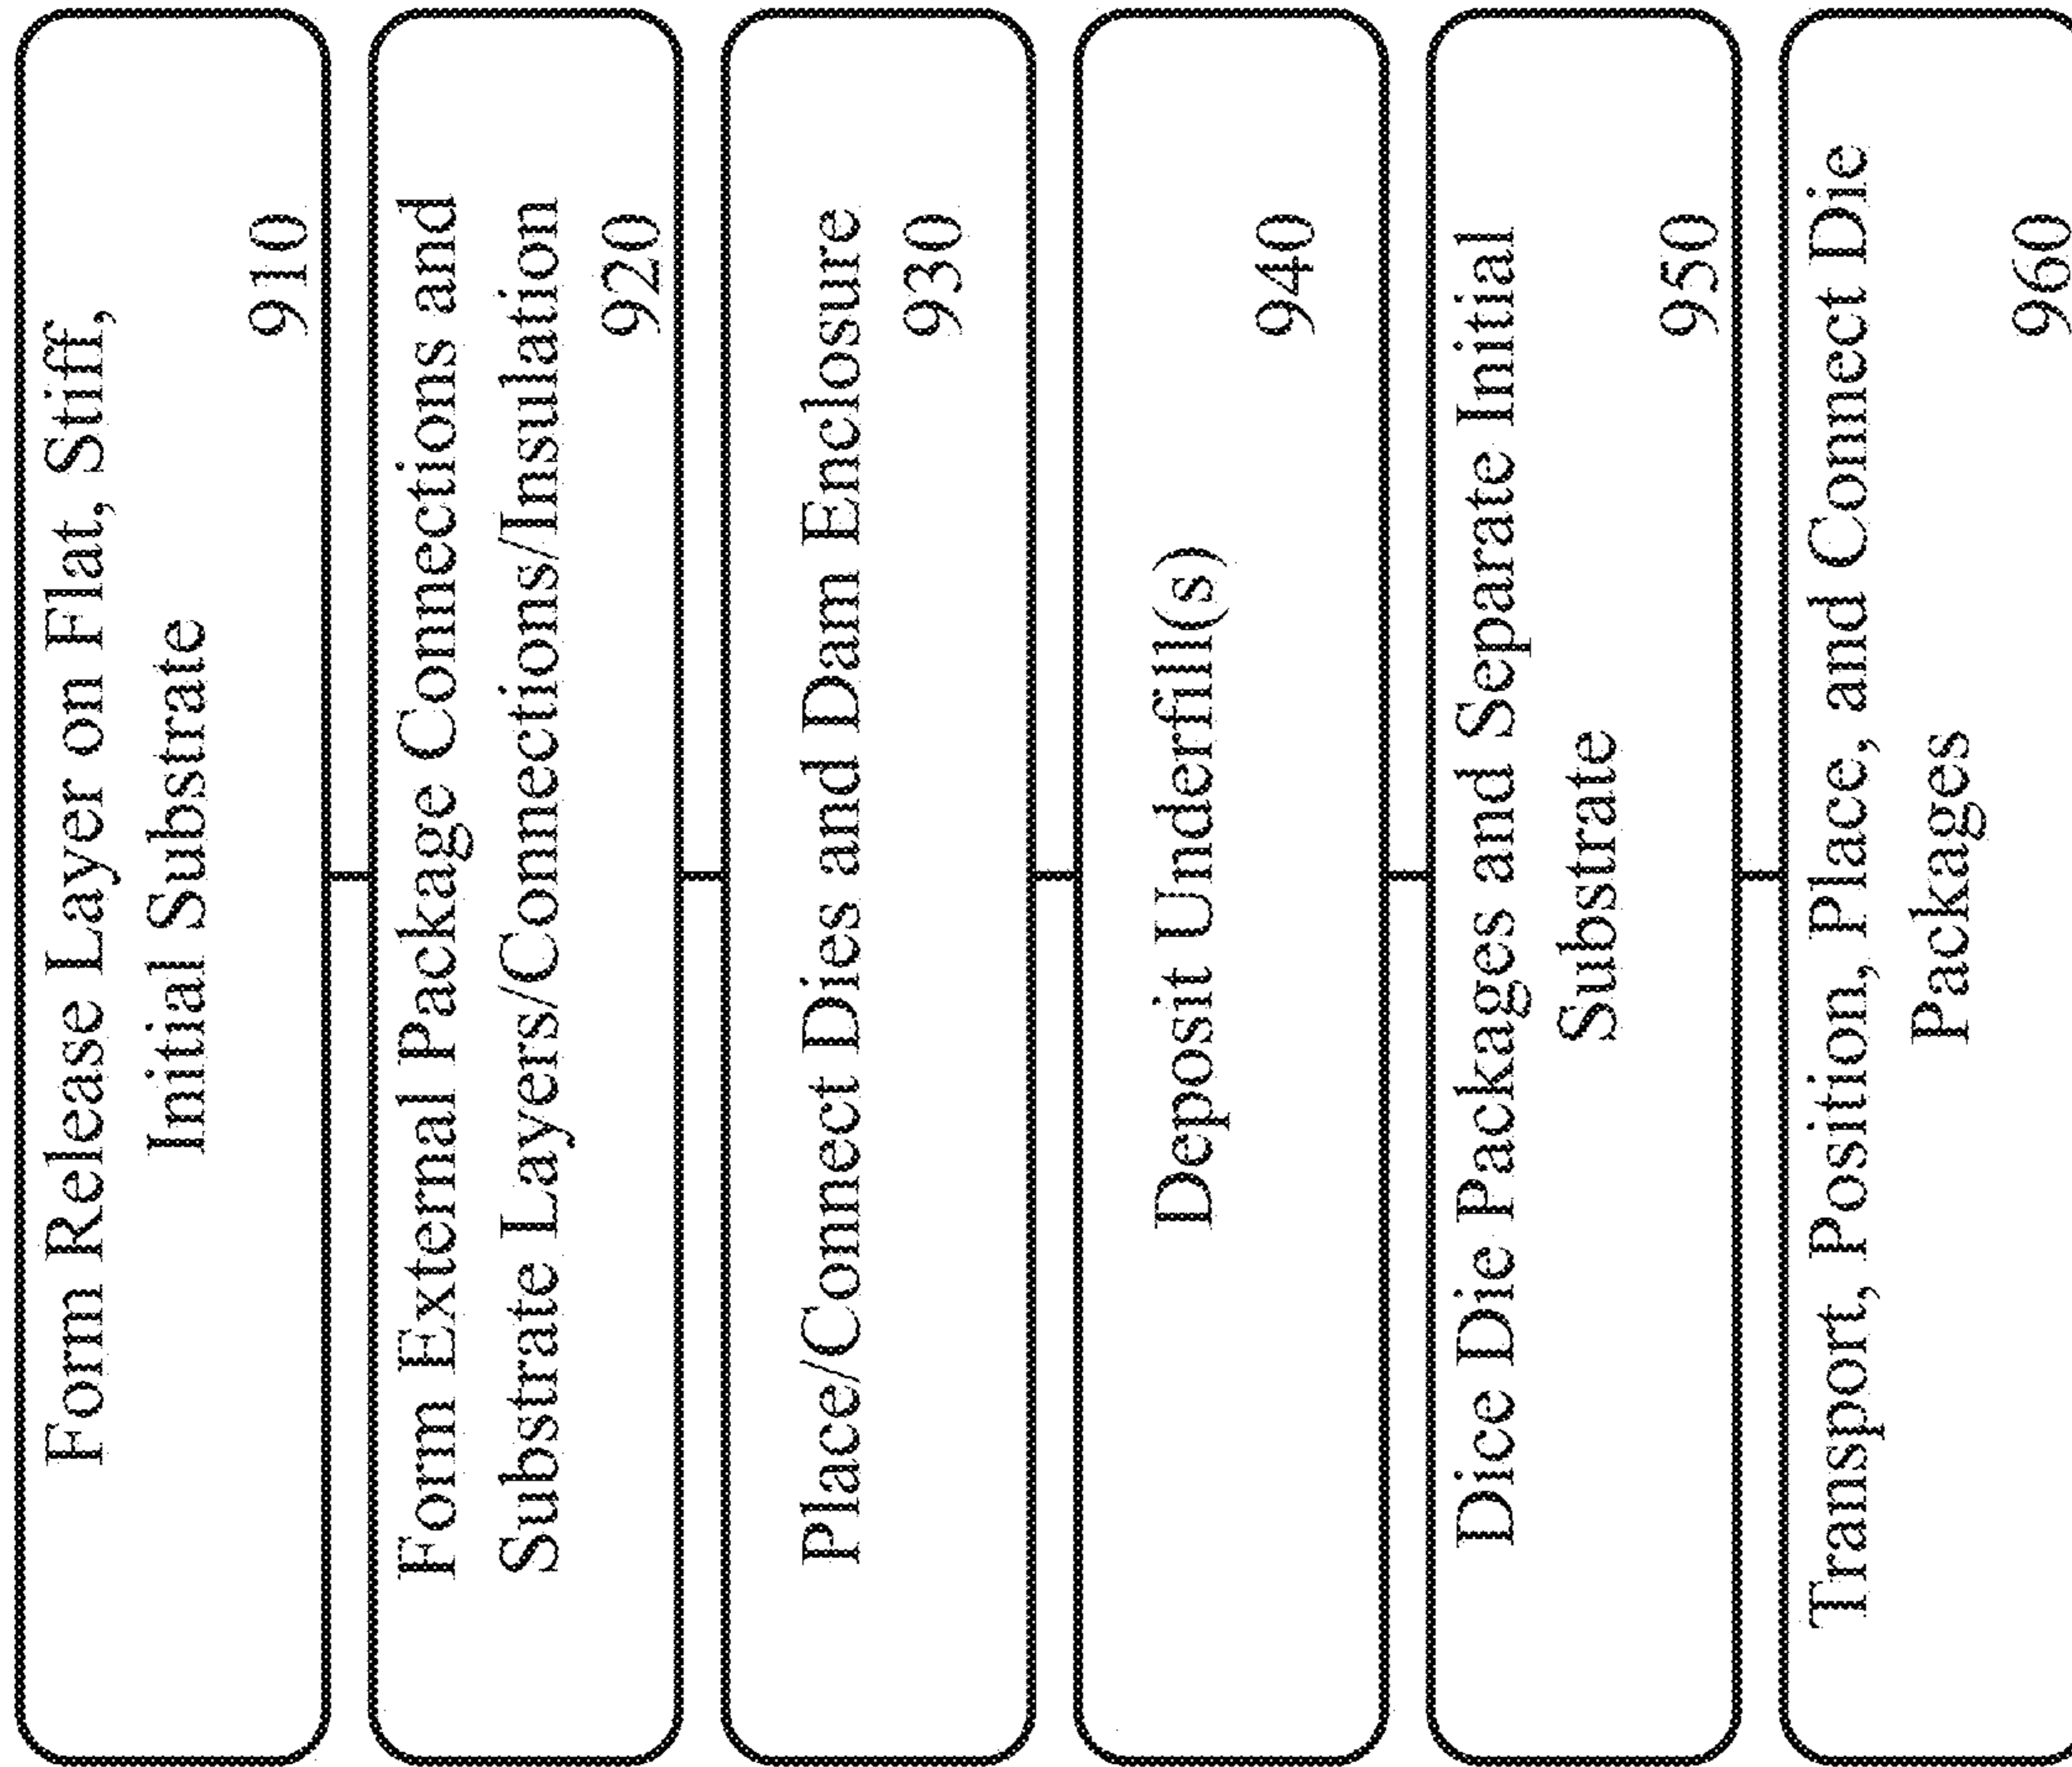 Form Release Layer on Flat, Stiff,
Initial Substrate
910
Form External Package Connections and
Substrate Layers/Connections/Insulation
920
Place/Connect Dies and Dam Enclosure
930
Deposit Underfill(s)
940
Dice Die Packages and Separate Initial
Substrate
950
Transport, Position, Place, and Connect Die
Packages
960